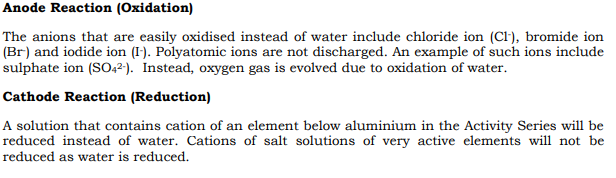 Anode Reaction (Oxidation)
The anions that are easily oxidised instead of water include chloride ion (Cl⁻), bromide ion
(Br⁻) and iodide ion (I⁻). Polyatomic ions are not discharged. An example of such ions include
sulphate ion (SO₄²⁻). Instead, oxygen gas is evolved due to oxidation of water.
Cathode Reaction (Reduction)
A solution that contains cation of an element below aluminium in the Activity Series will be
reduced instead of water. Cations of salt solutions of very active elements will not be
reduced as water is reduced.